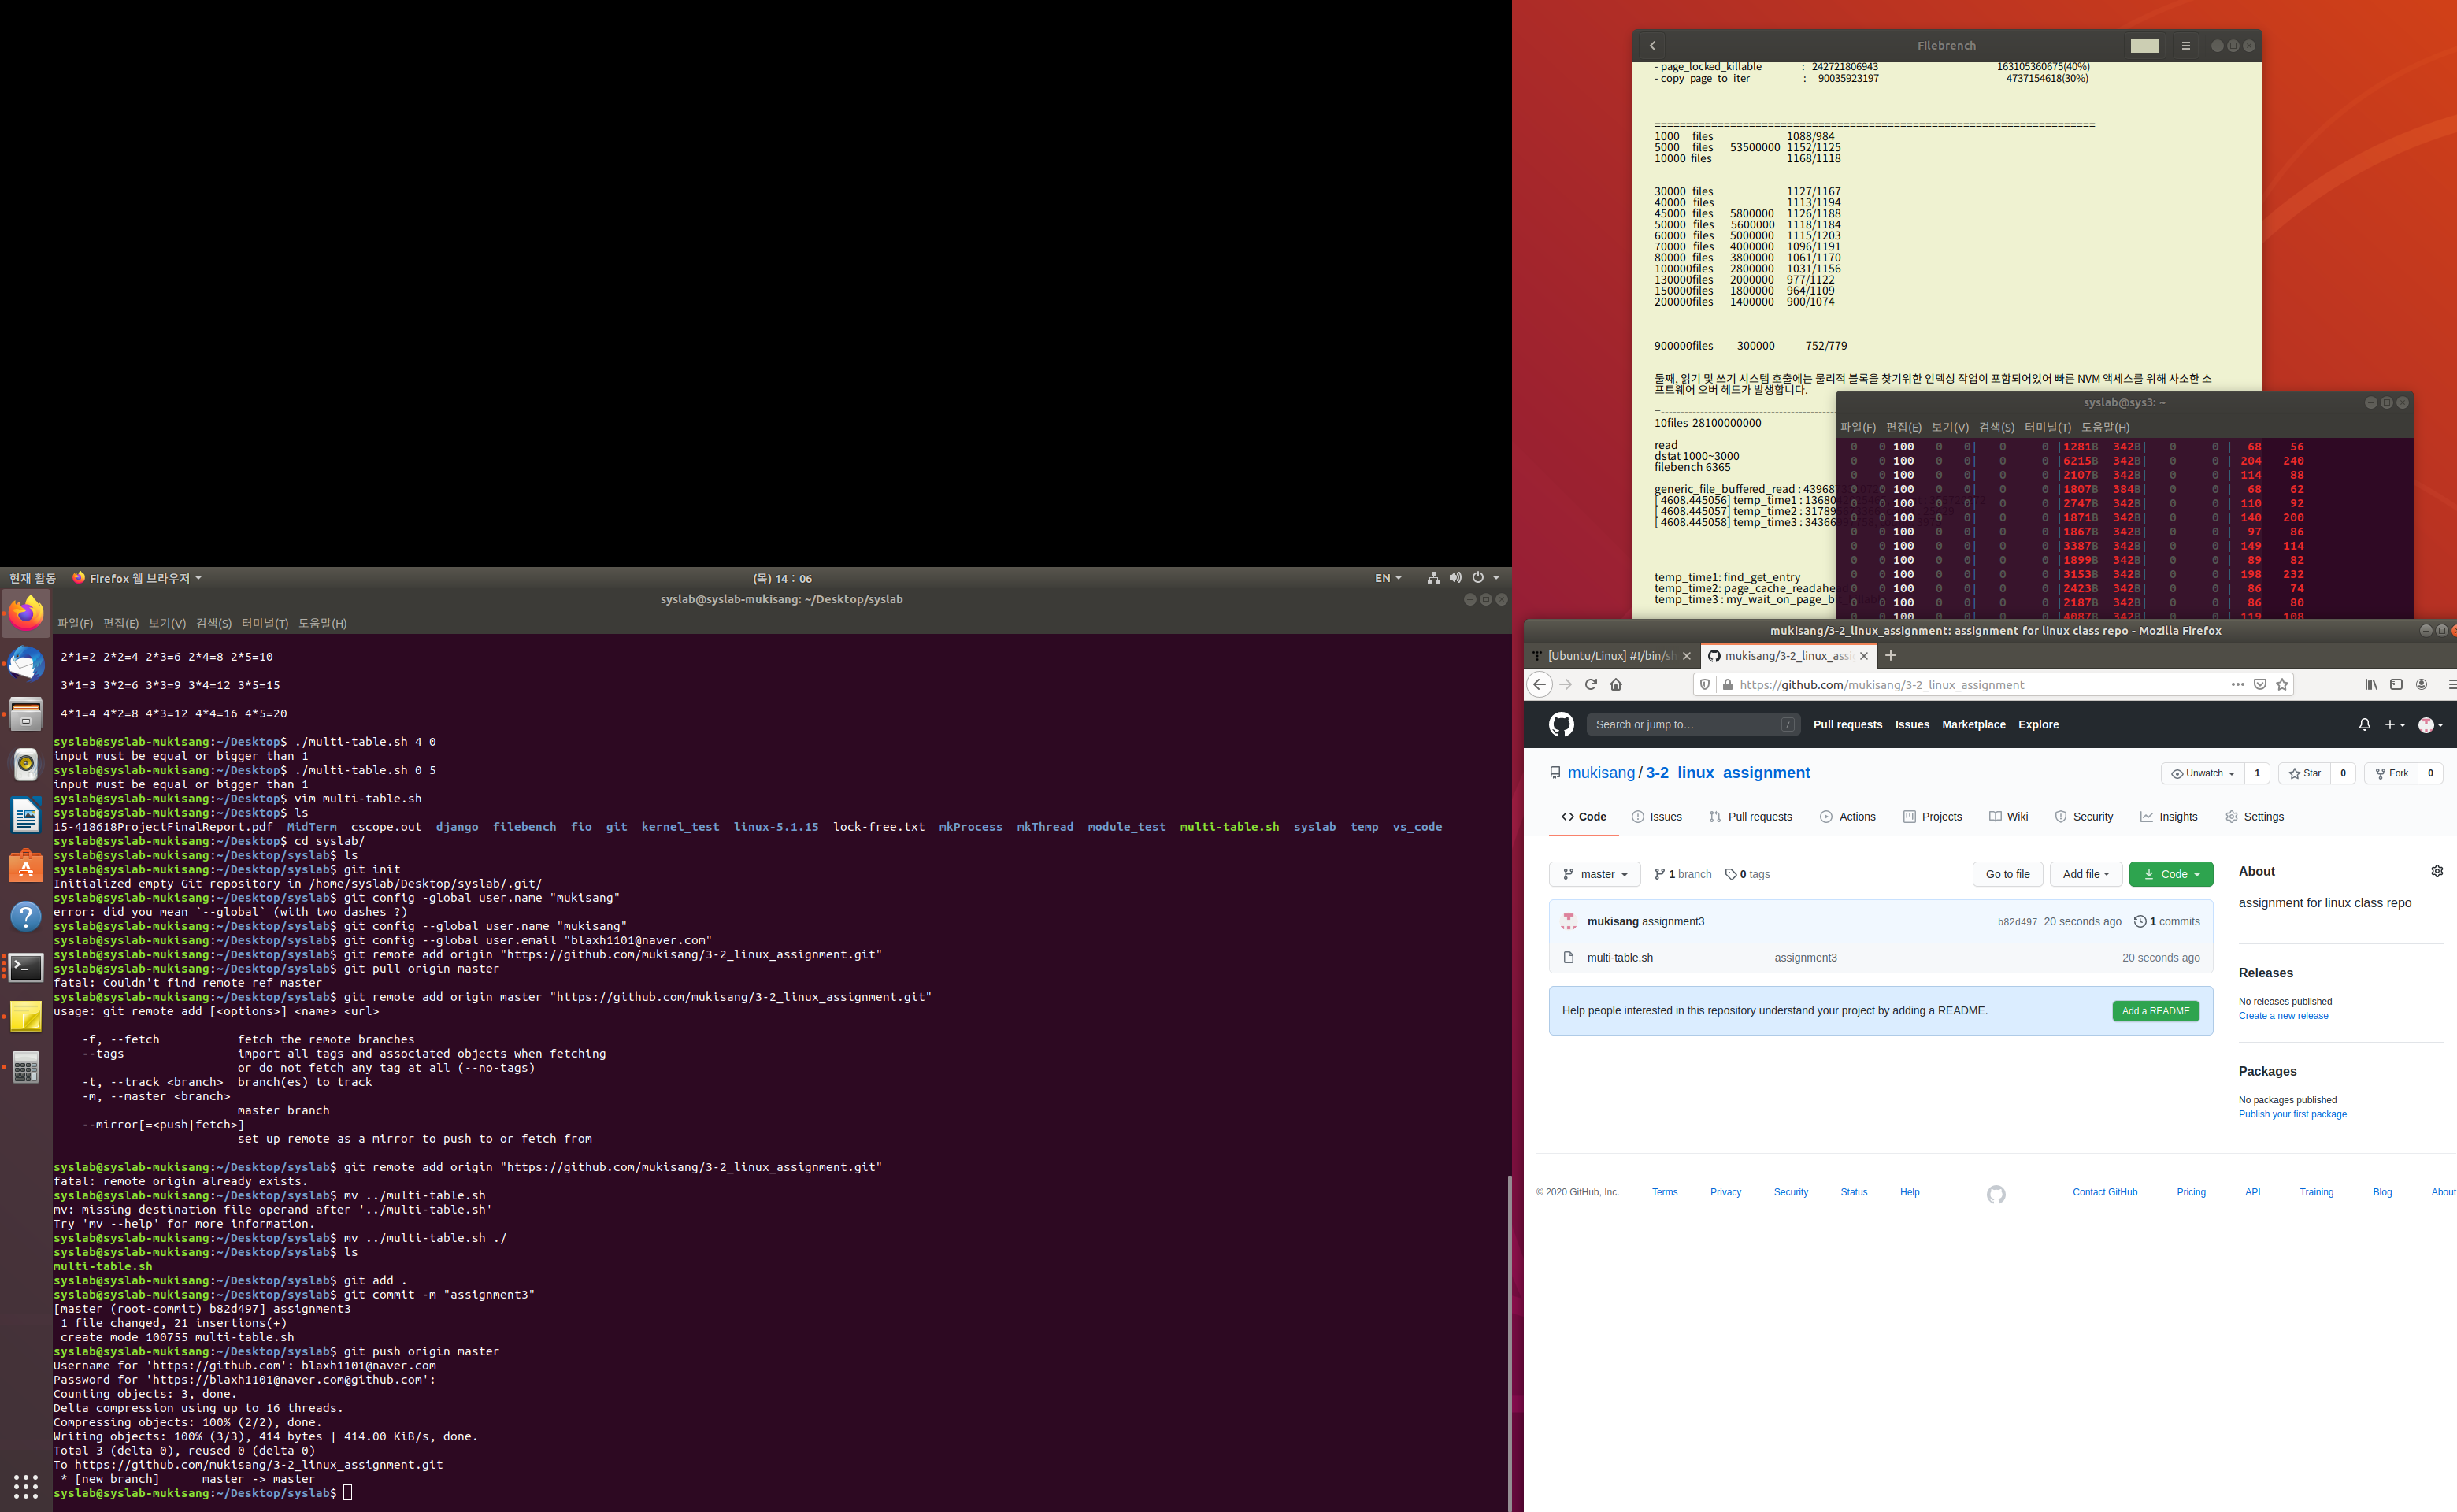 현재 활동
Firefox 웹 브라우저
(목) 14 : 06
EN
syslab@syslab-mukisang: ~/Desktop/syslab
파일(F) 편집(E) 보기(V) 검색(S) 터미널(T) 도움말(H)
2*1=2 2*2=4 2*3=6 2*4=8 2*5=10
3*1=3 3*2=6 3*3=9 3*4=12 3*5=15
4*1=4 4*2=8 4*3=12 4*4=16 4*5=20
syslab@syslab-mukisang:~/Desktop$ ./multi-table.sh 4 0
input must be equal or bigger than 1
syslab@syslab-mukisang:~/Desktop$ ./multi-table.sh 0 5
input must be equal or bigger than 1
syslab@syslab-mukisang:~/Desktop$ vim multi-table.sh
syslab@syslab-mukisang:~/Desktop$ ls
15-418618ProjectFinalReport.pdf MidTerm cscope.out django filebench fio git kernel_test linux-5.1.15 lock-free.txt mkProcess mkThread module_test multi-table.sh syslab temp vs_code
syslab@syslab-mukisang:~/Desktop$ cd syslab/
syslab@syslab-mukisang:~/Desktop/syslab$ ls
syslab@syslab-mukisang:~/Desktop/syslab$ git init
Initialized empty Git repository in /home/syslab/Desktop/syslab/.git/
syslab@syslab-mukisang:~/Desktop/syslab$ git config -global user.name "mukisang"
error: did you mean `--global` (with two dashes ?)
syslab@syslab-mukisang:~/Desktop/syslab$ git config --global user.name "mukisang"
syslab@syslab-mukisang:~/Desktop/syslab$ git config --global user.email "blaxh1101@naver.com"
syslab@syslab-mukisang:~/Desktop/syslab$ git remote add origin "https://github.com/mukisang/3-2_linux_assignment.git"
syslab@syslab-mukisang:~/Desktop/syslab$ git pull origin master
fatal: Couldn't find remote ref master
syslab@syslab-mukisang:~/Desktop/syslab$ git remote add origin master "https://github.com/mukisang/3-2_linux_assignment.git"
usage: git remote add [<options>] <name> <url>
-f, --fetch fetch the remote branches
--tags import all tags and associated objects when fetching
or do not fetch any tag at all (--no-tags)
-t, --track <branch> branch(es) to track
-m, --master <branch>
master branch
--mirror[=<push|fetch>]
set up remote as a mirror to push to or fetch from
syslab@syslab-mukisang:~/Desktop/syslab$ git remote add origin "https://github.com/mukisang/3-2_linux_assignment.git"
fatal: remote origin already exists.
syslab@syslab-mukisang:~/Desktop/syslab$ mv ../multi-table.sh
mv: missing destination file operand after '../multi-table.sh'
Try 'mv --help' for more information.
syslab@syslab-mukisang:~/Desktop/syslab$ mv ../multi-table.sh ./
syslab@syslab-mukisang:~/Desktop/syslab$ ls
multi-table.sh
syslab@syslab-mukisang:~/Desktop/syslab$ git add .
syslab@syslab-mukisang:~/Desktop/syslab$ git commit -m "assignment3"
[master (root-commit) b82d497] assignment3
1 file changed, 21 insertions(+)
create mode 100755 multi-table.sh
syslab@syslab-mukisang:~/Desktop/syslab$ git push origin master
Username for 'https://github.com': blaxh1101@naver.com
Password for 'https://blaxh1101@naver.com@github.com':
Counting objects: 3, done.
Delta compression using up to 16 threads.
Compressing objects: 100% (2/2), done.
Writing objects: 100% (3/3), 414 bytes | 414.00 KiB/s, done.
Total 3 (delta 0), reused 0 (delta 0)
To https://github.com/mukisang/3-2_linux_assignment.git
* [new branch] master -> master
syslab@syslab-mukisang:~/Desktop/syslab$
Filebrench
- page_locked_killable : 242721806943 163105360675(40%)
- copy_page_to_iter : 90035923197 4737154618(30%)
======================================================================
1000 files 1088/984
5000 files 53500000 1152/1125
10000 files 1168/1118
30000 files 1127/1167
40000 files 1113/1194
45000 files 5800000 1126/1188
50000 files 5600000 1118/1184
60000 files 5000000 1115/1203
70000 files 4000000 1096/1191
80000 files 3800000 1061/1170
100000files 2800000 1031/1156
130000files 2000000 977/1122
150000files 1800000 964/1109
200000files 1400000 900/1074
900000files 300000 752/779
둘째, 읽기 및 쓰기 시스템 호출에는 물리적 블록을 찾기위한 인덱싱 작업이 포함되어있어 빠른 NVM 액세스를 위해 사소한 소
프트웨어 오버 헤드가 발생합니다.
=--------------------------------------------
10files 28100000000
read
dstat 1000~3000
filebench 6365
generic_file_buffered_read : 43968
[ 4608.445056] temp_time1 : 13680
[ 4608.445057] temp_time2 : 31789
[ 4608.445058] temp_time3 : 34366
temp_time1: find_get_entry
temp_time2: page_cache_readahe
temp_time3 : my_wait_on_page_b
syslab@sys3: ~
파일(F) 편집(E) 보기(V) 검색(S) 터미널(T) 도움말(H)
0 0 100 0 0| 0 0 |1281B 342B| 0 0 | 68 56
0 0 100 0 0| 0 0 |6215B 342B| 0 0 | 204 240
0 0 100 0 0| 0 0 |2107B 342B| 0 0 | 114 88
0 0 100 0 0| 0 0 |1807B 384B| 0 0 | 68 62
0 0 100 0 0| 0 0 |2747B 342B| 0 0 | 110 92
0 0 100 0 0| 0 0 |1871B 342B| 0 0 | 140 200
0 0 100 0 0| 0 0 |1867B 342B| 0 0 | 97 86
0 0 100 0 0| 0 0 |3387B 342B| 0 0 | 149 114
0 0 100 0 0| 0 0 |1899B 342B| 0 0 | 89 82
0 0 100 0 0| 0 0 |3153B 342B| 0 0 | 198 232
0 0 100 0 0| 0 0 |2423B 342B| 0 0 | 86 74
0 0 100 0 0| 0 0 |2187B 342B| 0 0 | 86 80
0 0 100 0 0| 0 0 |4087B 342B| 0 0 | 119 108
mukisang/3-2_linux_assignment: assignment for linux class repo - Mozilla Firefox
[Ubuntu/Linux] #!/bin/sh
mukisang/3-2_linux_assi
https://github.com/mukisang/3-2_linux_assignment
Search or jump to…
/
Pull requests Issues Marketplace Explore
mukisang / 3-2_linux_assignment
Unwatch 1
Star 0
Fork 0
Code Issues Pull requests Actions Projects Wiki Security Insights Settings
master
1 branch
0 tags
Go to file
Add file
Code
mukisang assignment3
b82d497 20 seconds ago
1 commits
multi-table.sh
assignment3
20 seconds ago
Help people interested in this repository understand your project by adding a README.
Add a README
About
assignment for linux class repo
Releases
No releases published
Create a new release
Packages
No packages published
Publish your first package
© 2020 GitHub, Inc. Terms Privacy Security Status Help
Contact GitHub Pricing API Training Blog About